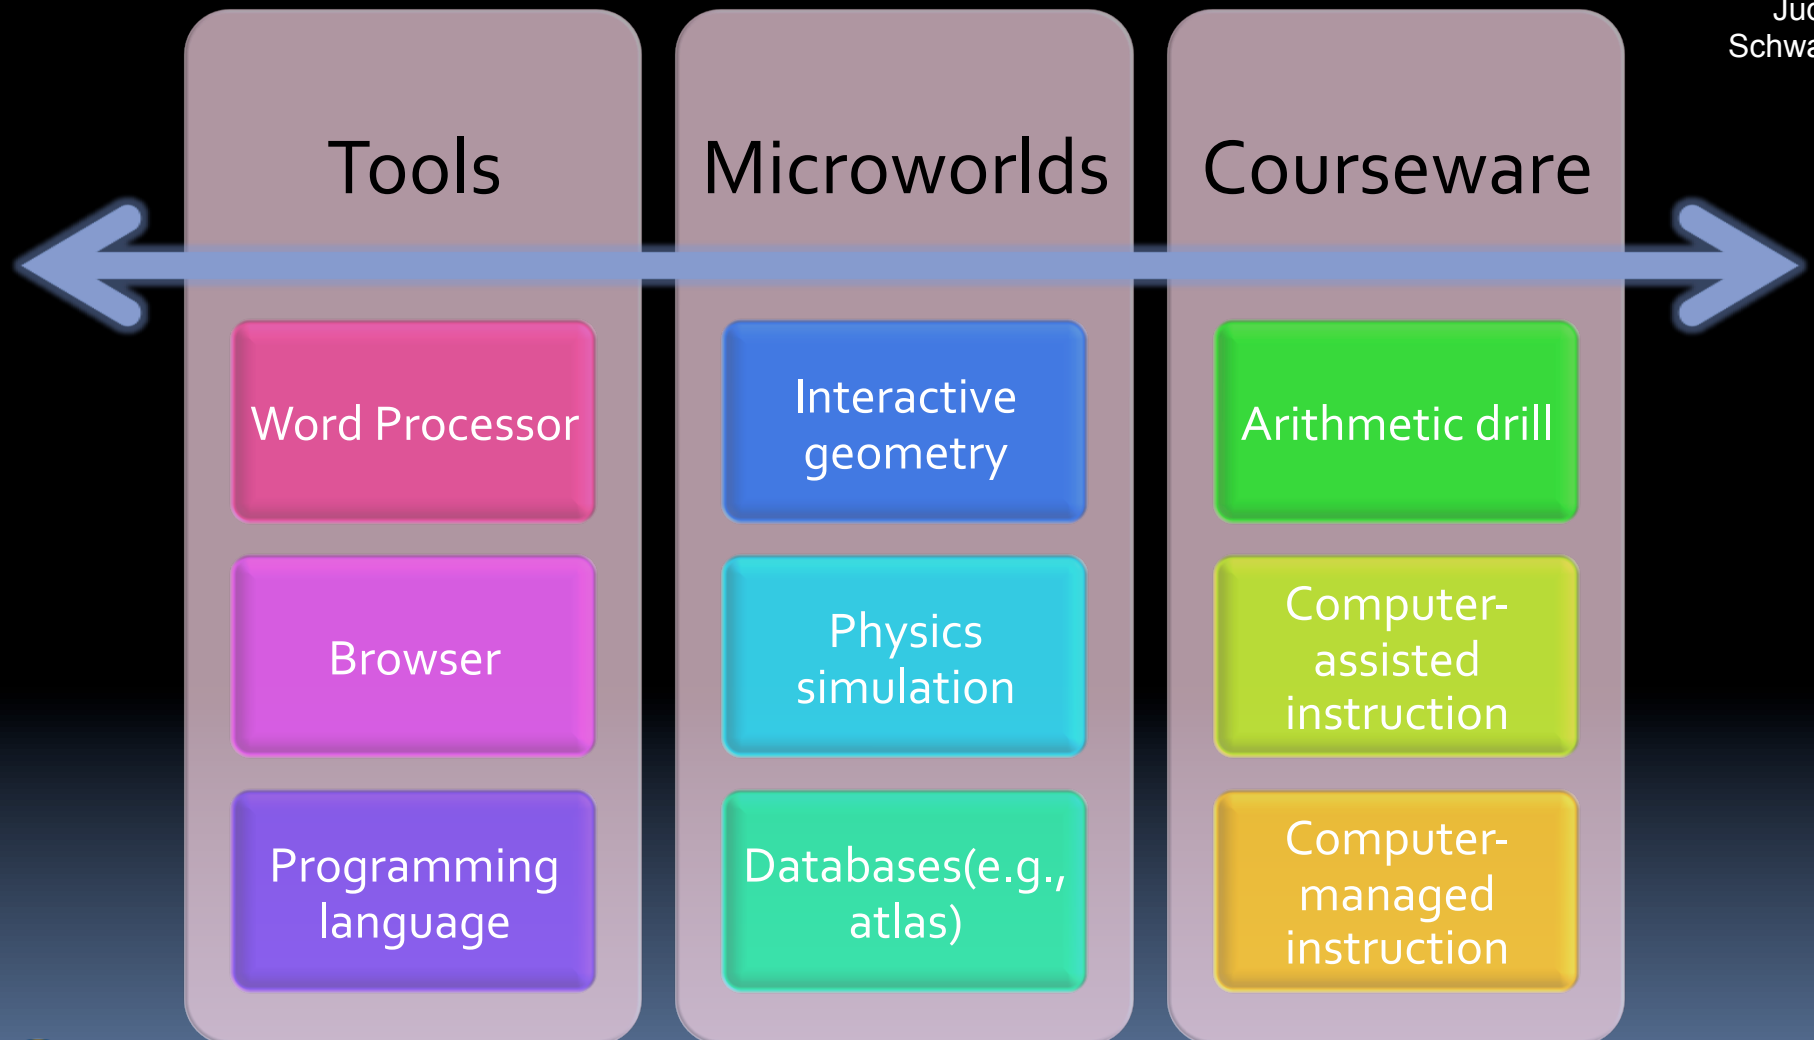 Tools
Word Processor
Browser
Programming
language
Microworlds
Interactive
geometry
Physics
simulation
Databases(e.g.,
atlas)
Courseware
Arithmetic drill
Computer-
assisted
instruction
Computer-
managed
instruction